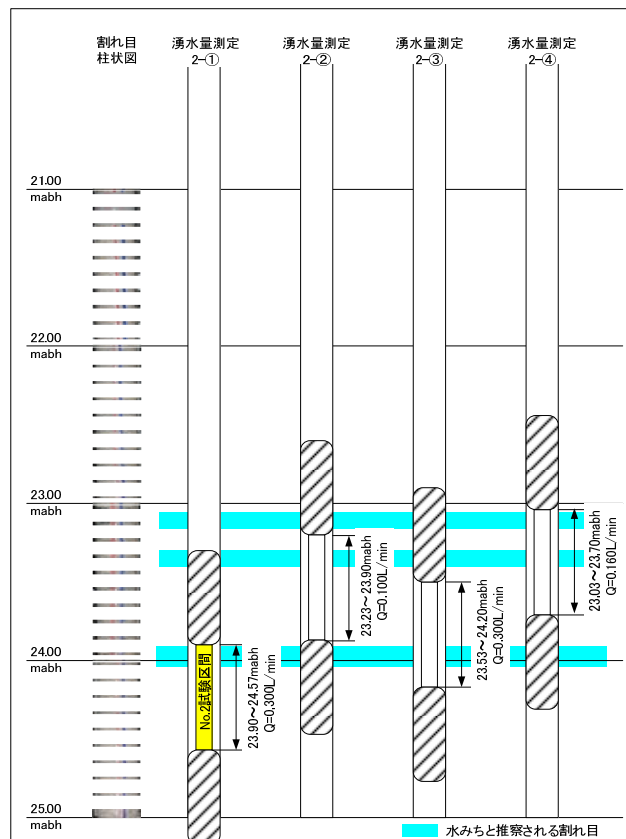 割れ目
柱状図
湧水量測定
2-①
湧水量測定
2-②
湧水量測定
2-③
湧水量測定
2-④
21.00
mabh
22.00
mabh
23.00
mabh
24.00
mabh
25.00
mabh
No.2試験区間
23.90～24.57mabh
Q=0,300L/min
23.23～23.90mabh
Q=0.100L/min
23.53～24.20mabh
Q=0.300L/min
23.03～23.70mabh
Q=0.160L/min
水みちと推察される割れ目